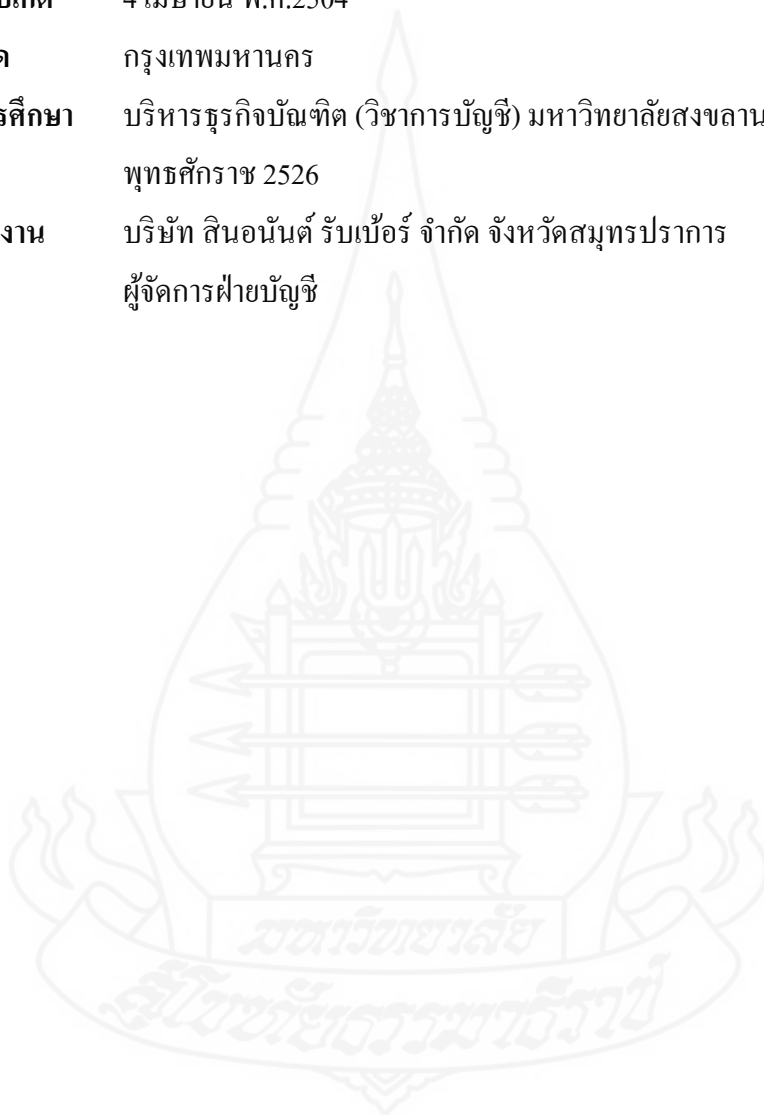 4 เมษายน พ.ศ.2504
กรุงเทพมหานคร
บริหารธุรกิจบัณฑิต (วิชาการบัญชี) มหาวิทยาลัยสงขลาน
พุทธศักราช 2526
บริษัท สินอนันต์ รับเบ้อร์ จำกัด จังหวัดสมุทรปราการ
ผู้จัดการฝ่ายบัญชี
มหาวิทยาลัย
สุโขทัยธรรมาธิราช